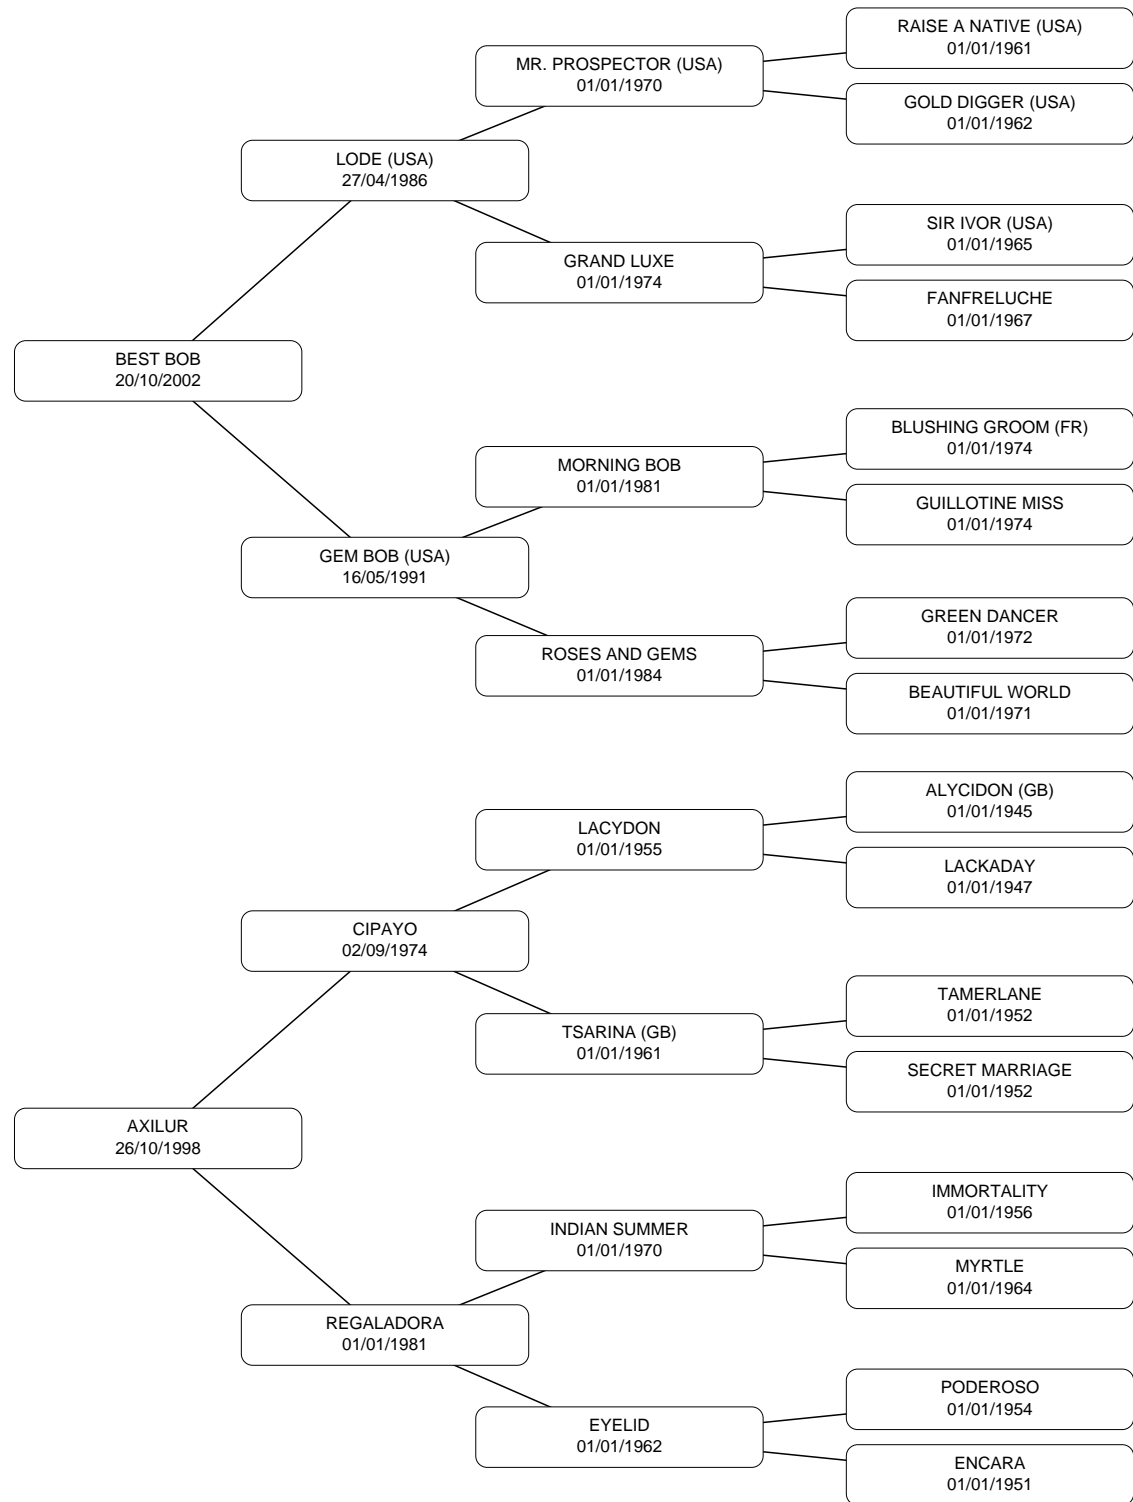 RAISE A NATIVE (USA)
01/01/1961
MR. PROSPECTOR (USA)
01/01/1970
GOLD DIGGER (USA)
01/01/1962
LODE (USA)
27/04/1986
SIR IVOR (USA)
01/01/1965
GRAND LUXE
01/01/1974
FANFRELUCHE
01/01/1967
BEST BOB
20/10/2002
BLUSHING GROOM (FR)
01/01/1974
MORNING BOB
01/01/1981
GUILLOTINE MISS
01/01/1974
GEM BOB (USA)
16/05/1991
GREEN DANCER
01/01/1972
ROSES AND GEMS
01/01/1984
BEAUTIFUL WORLD
01/01/1971
ALYCIDON (GB)
01/01/1945
LACYDON
01/01/1955
LACKADAY
01/01/1947
CIPAYO
02/09/1974
TAMERLANE
01/01/1952
TSARINA (GB)
01/01/1961
SECRET MARRIAGE
01/01/1952
AXILUR
26/10/1998
IMMORTALITY
01/01/1956
INDIAN SUMMER
01/01/1970
MYRTLE
01/01/1964
REGALADORA
01/01/1981
PODEROSO
01/01/1954
EYELID
01/01/1962
ENCARA
01/01/1951